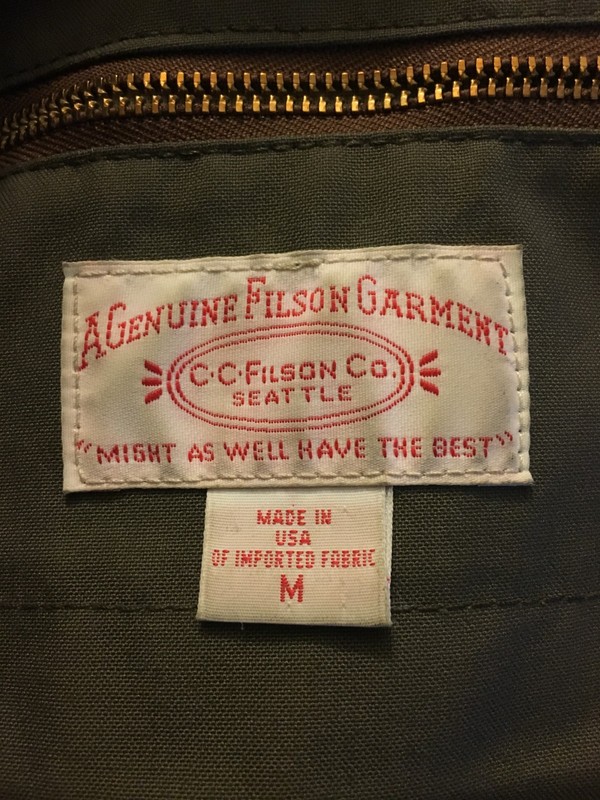 A GENUINE FILSON GARMENT
C·C·FILSON CO.
SEATTLE
"MIGHT AS WELL HAVE THE BEST"
MADE IN
USA
OF IMPORTED FABRIC
M